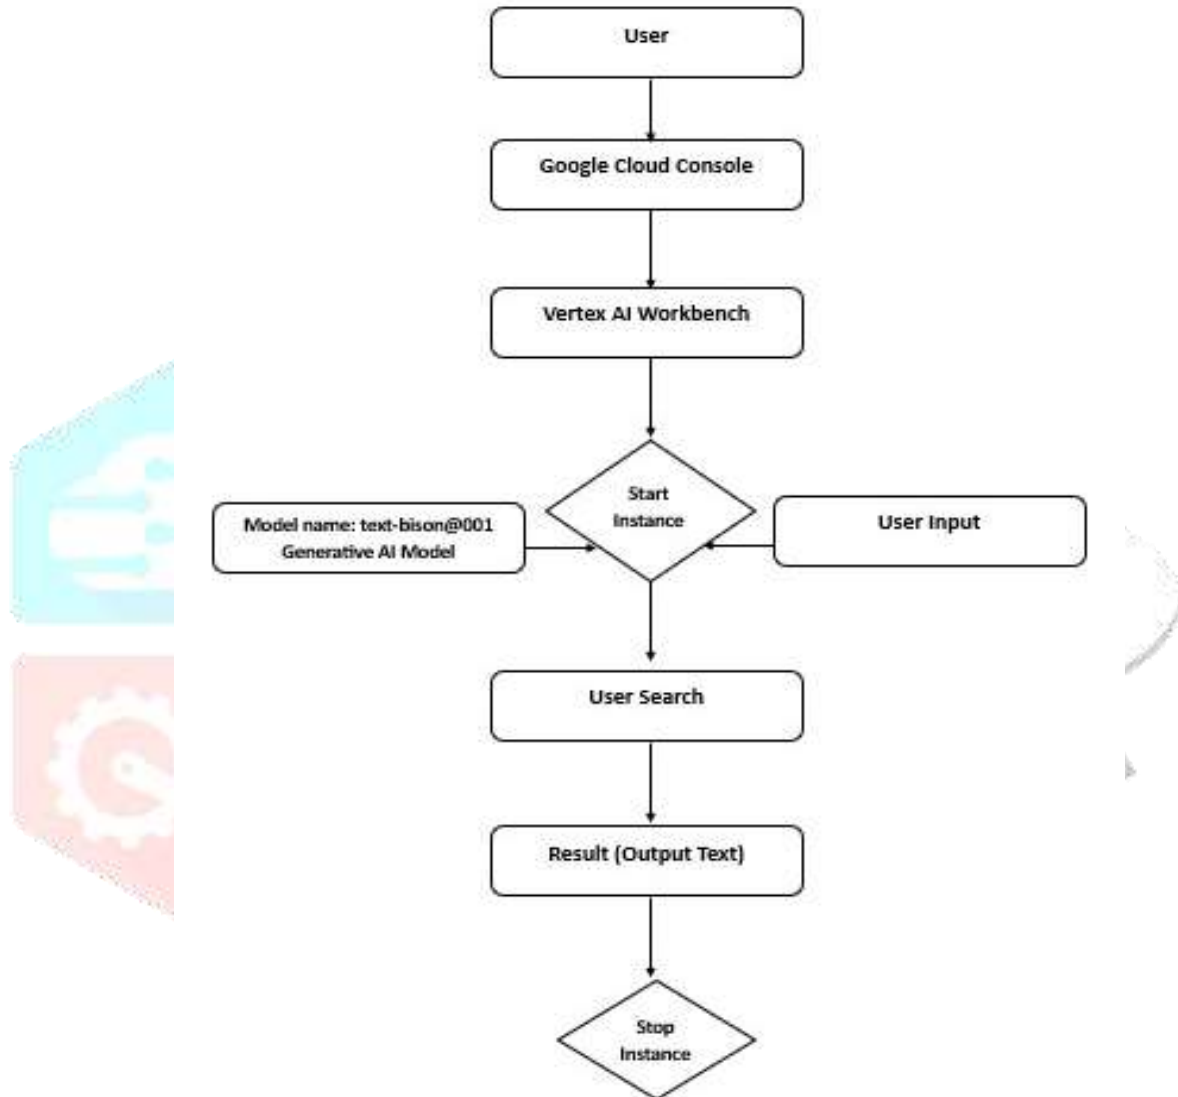 User
Google Cloud Console
Vertex AI Workbench
Start
Instance
Model name: text-bison@001
Generative AI Model
User Input
User Search
Result (Output Text)
Stop
Instance